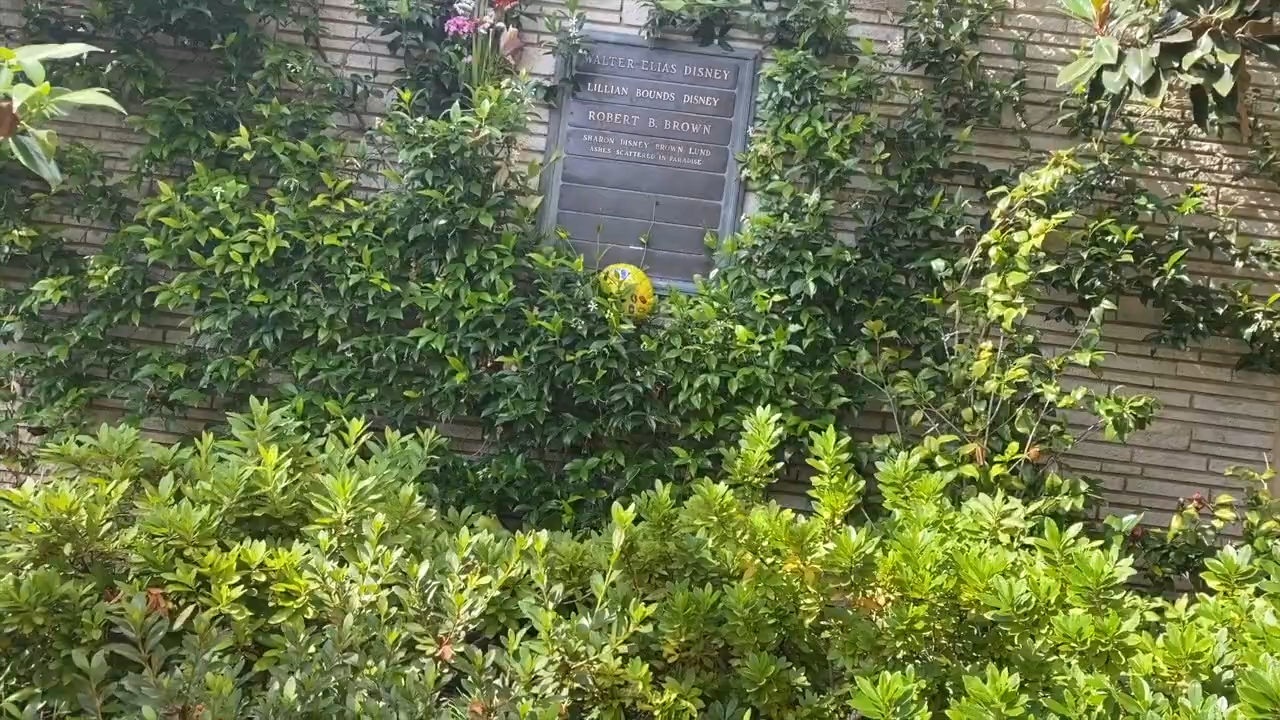 WALTER ELIAS DISNEY
LILLIAN BOUNDS DISNEY
ROBERT B. BROWN
SHARON DISNEY BROWN LUND
ASHES SCATTERED IN PARADISE